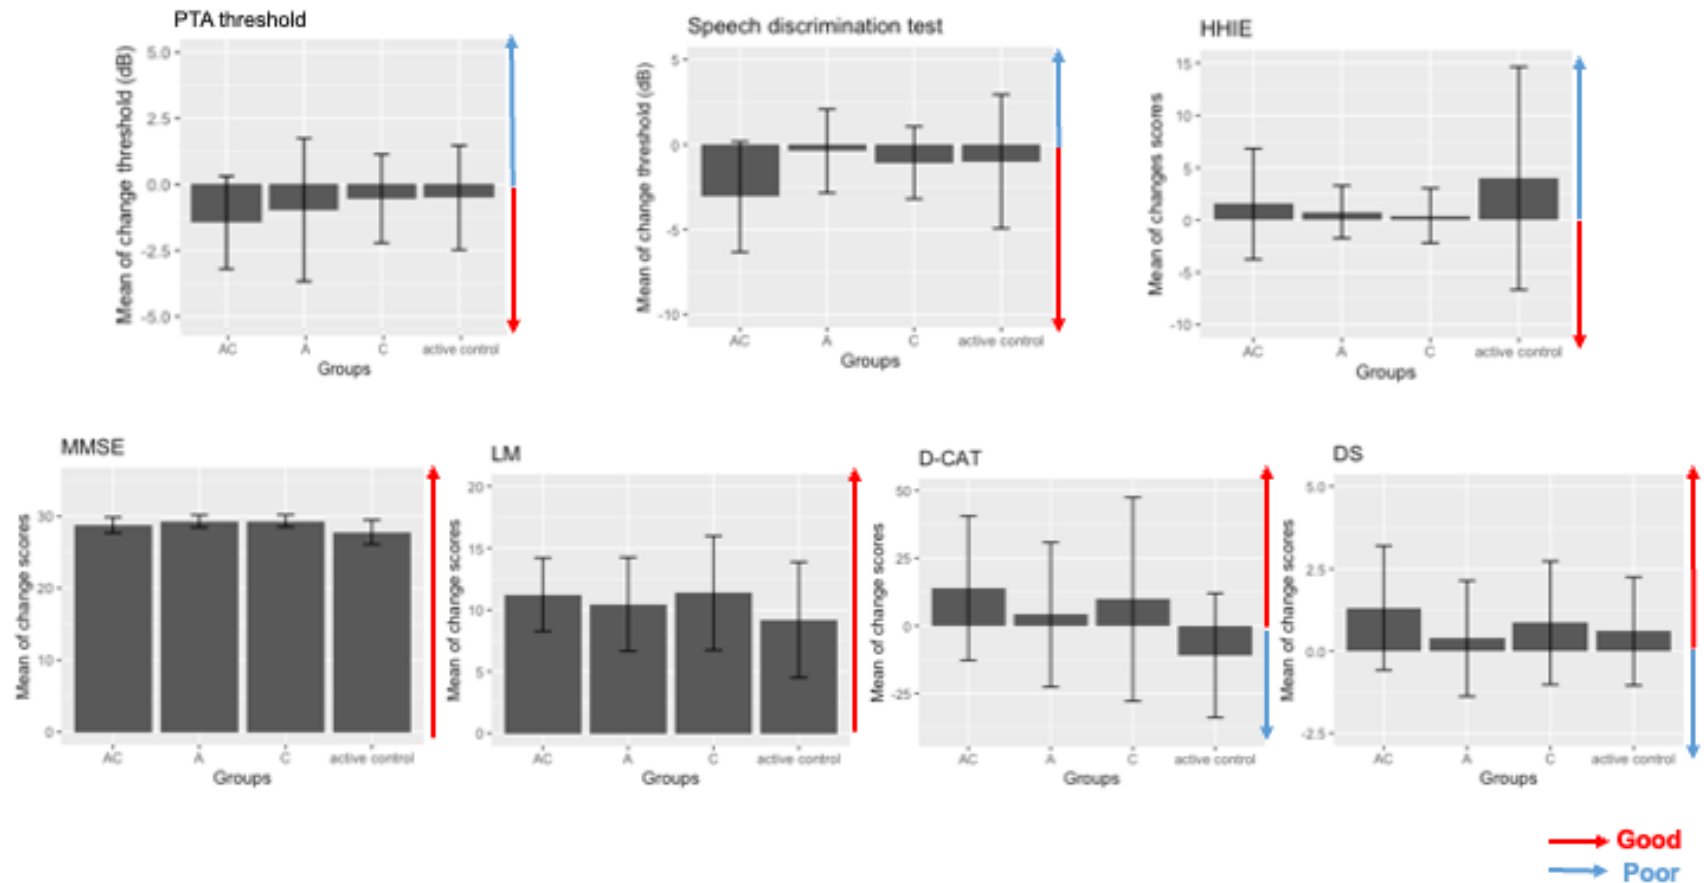 PTA threshold
Mean of change threshold (dB)
5.0
2.5
0.0
-2.5
-5.0
AC A C active control
Groups
Speech discrimination test
Mean of change threshold (dB)
5
0
-5
-10
AC A C active control
Groups
HHIE
Mean of changes scores
15
10
5
0
-5
-10
AC A C active control
Groups
MMSE
Mean of change scores
30
20
10
0
AC A C active control
Groups
LM
Mean of change scores
20
15
10
5
0
AC A C active control
Groups
D-CAT
Mean of change scores
50
25
0
-25
AC A C active control
Groups
DS
Mean of change scores
5.0
2.5
0.0
-2.5
AC A C active control
Groups
Good
Poor